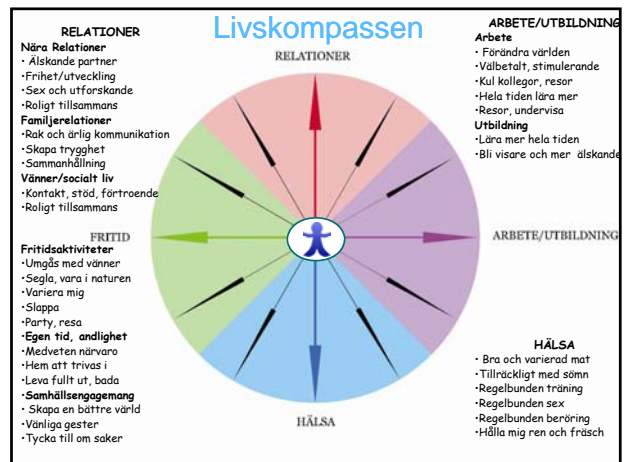 Livskompassen
RELATIONER
Nära Relationer
• Älskande partner
•Frihet/utveckling
•Sex och utforskande
•Roligt tillsammans
Familjerelationer
•Rak och ärlig kommunikation
•Skapa trygghet
•Sammanhållning
Vänner/socialt liv
•Kontakt, stöd, förtroende
•Roligt tillsammans
Fritidsaktiviteter
•Umgås med vänner
•Segla, vara i naturen
•Variera mig
•Slappa
•Party, resa
•Egen tid, andlighet
•Medveten närvaro
•Hem att trivas i
•Leva fullt ut, bada
•Samhällsengagemang
• Skapa en bättre värld
•Vänliga gester
•Tycka till om saker
RELATIONER
FRITID
ARBETE/UTBILDNING
HÄLSA
ARBETE/UTBILDNING
Arbete
• Förändra världen
•Välbetalt, stimulerande
•Kul kollegor, resor
•Hela tiden lära mer
•Resor, undervisa
Utbildning
•Lära mer hela tiden
•Bli visare och mer älskande
HÄLSA
• Bra och varierad mat
•Tillräckligt med sömn
•Regelbunden träning
•Regelbunden sex
•Regelbunden beröring
•Hålla mig ren och fräsch